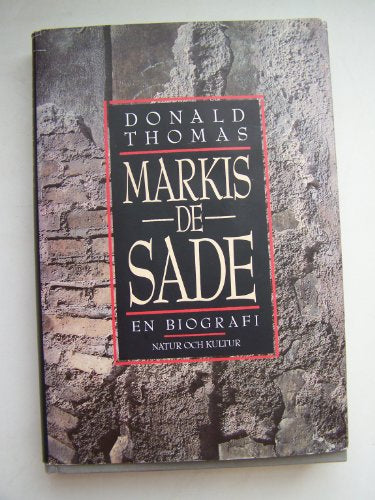 DONALD
THOMAS
MARKIS
DE
SADE
EN BIOGRAFI
NATUR OCH KULTUR